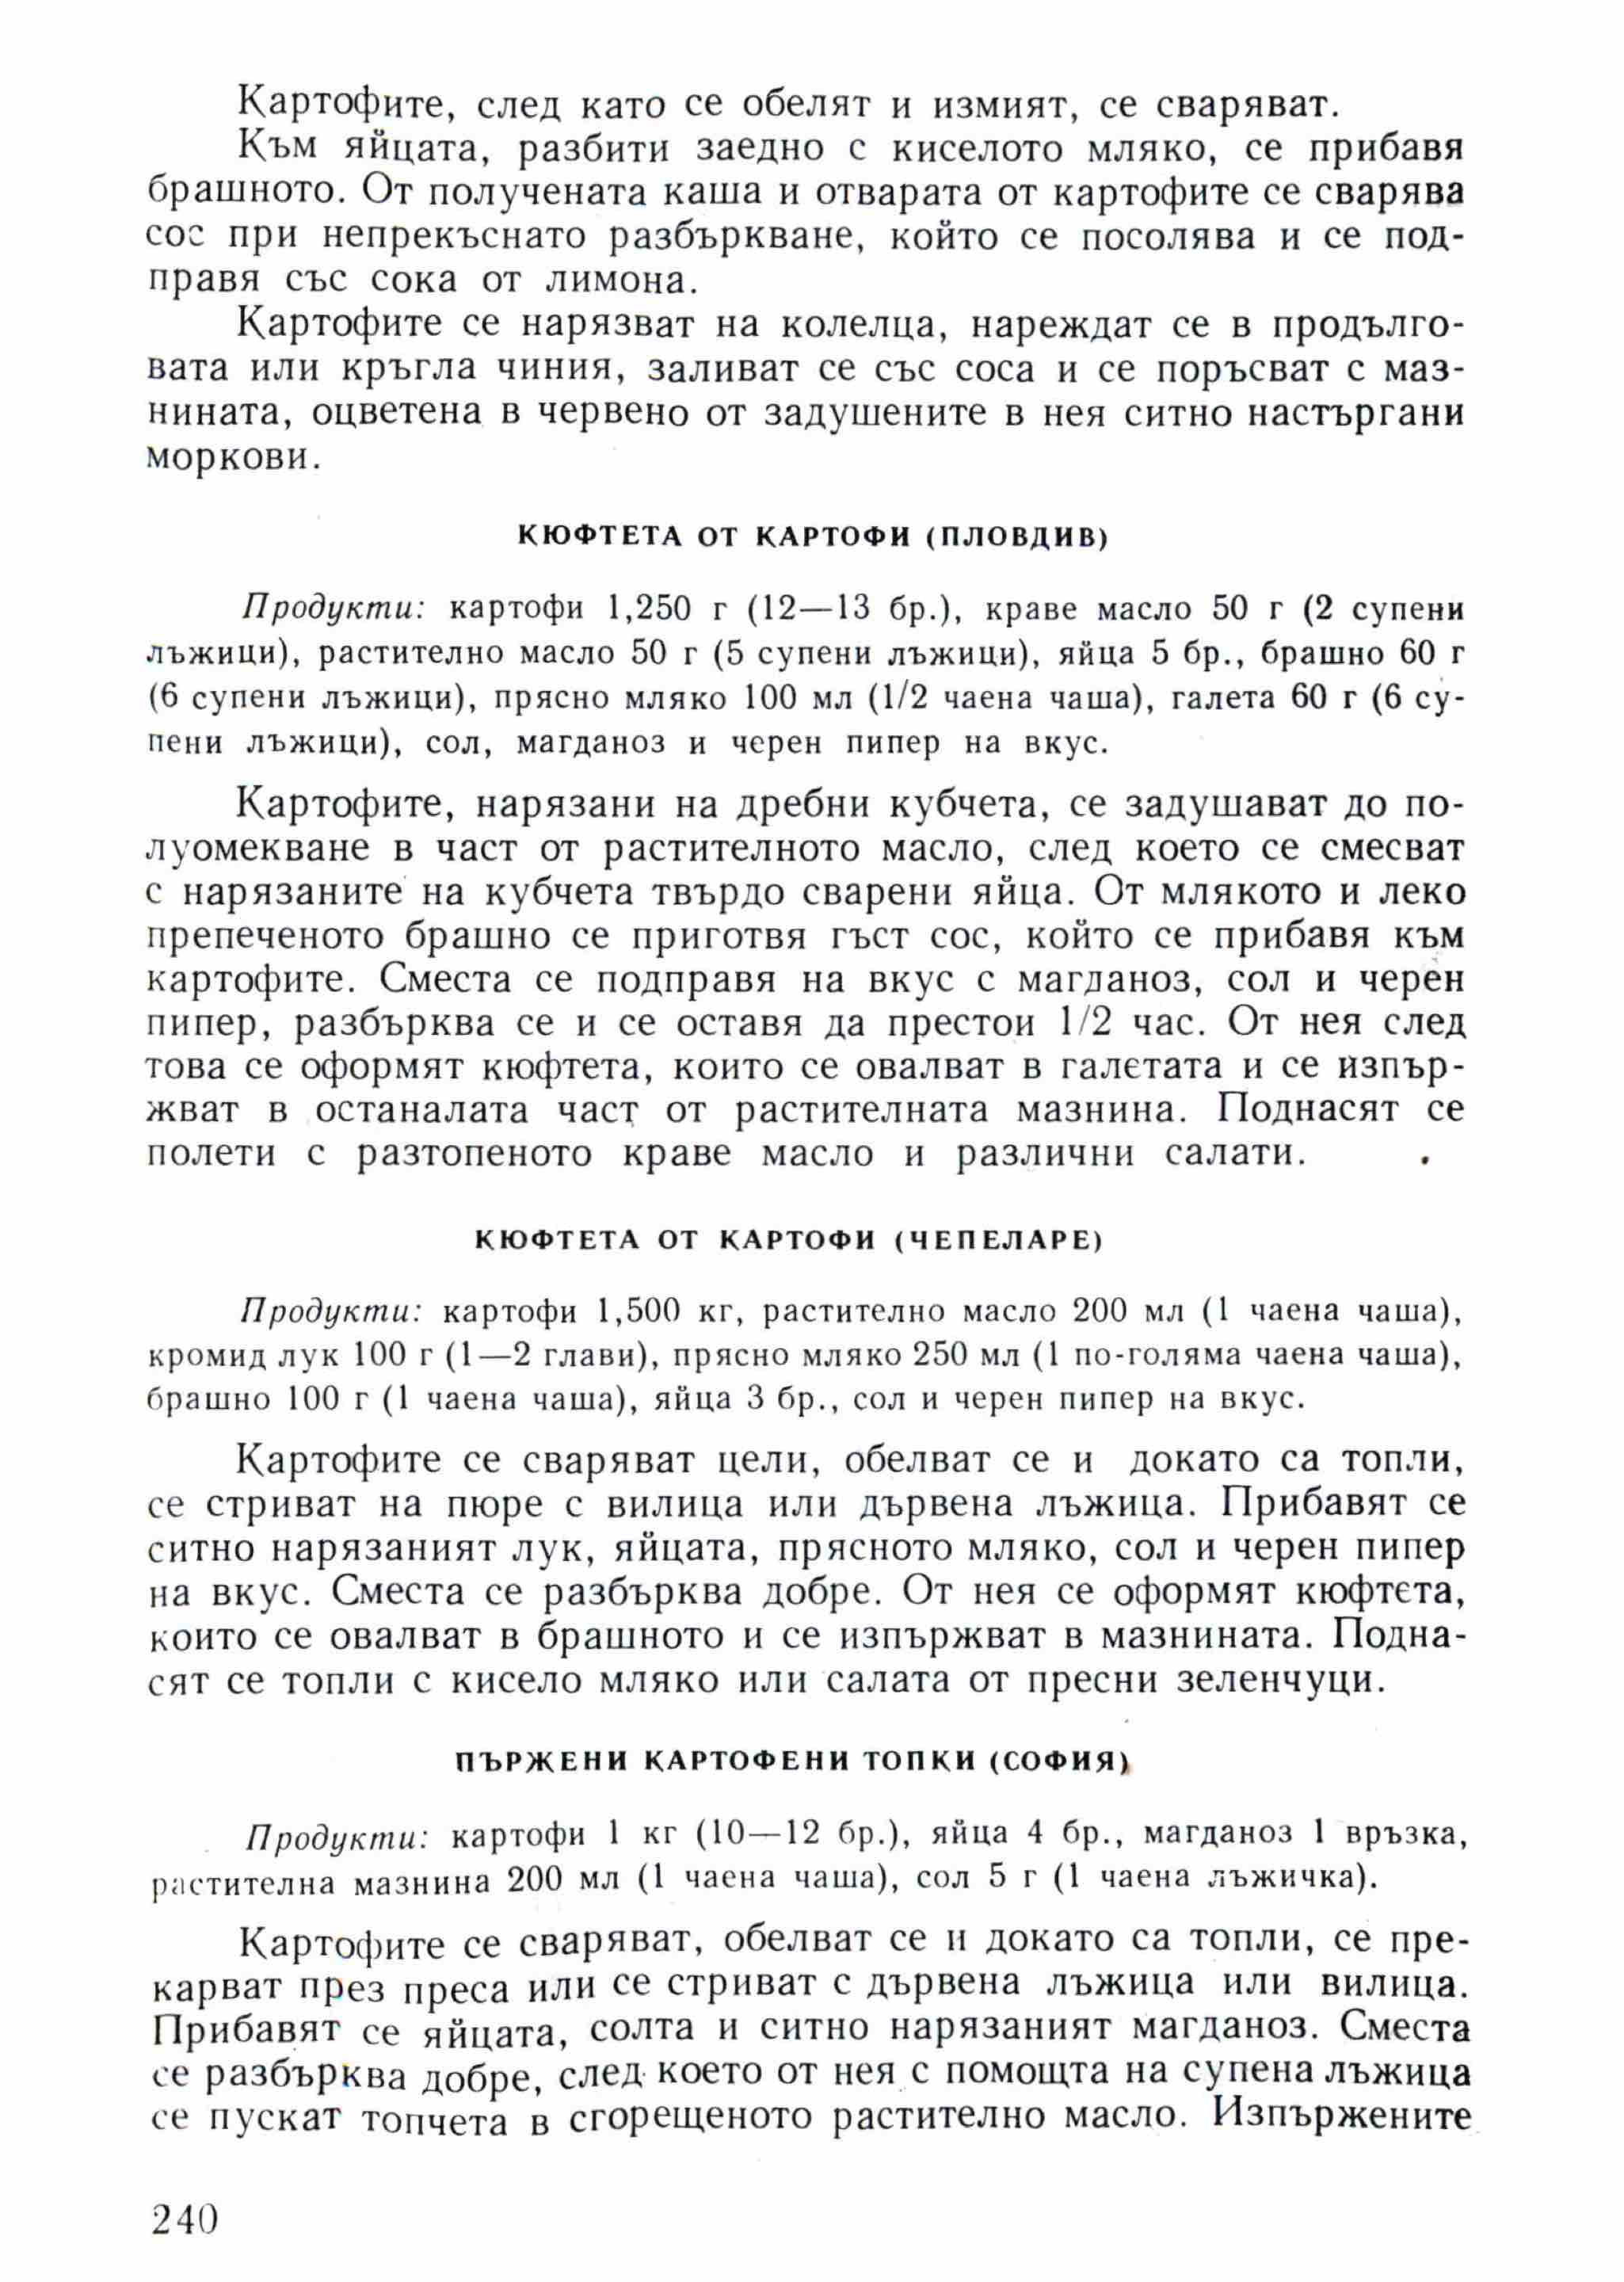 Картофите, след като се обелят и измият, се сваряват.
Към яйцата, разбити заедно с киселото мляко, се прибавя
брашното. От получената каша и отварата от картофите се сварява
сос при непрекъснато разбъркване, който се посолява и се под-
правя със сока от лимона.
Картофите се нарязват на колелца, нареждат се в продълго-
вата или кръгла чиния, заливат се със соса и се поръсват с маз-
нината, оцветена в червено от задушените в нея ситно настъргани
моркови.
КЮФТЕТА ОТ КАРТОФИ (ПЛОВДИВ)
Продукти: картофи 1,250 г (12—13 бр.), краве масло 50 г (2 супени
лъжици), растително масло 50 г (5 супени лъжици), яйца 5 бр., брашно 60 г
(6 супени лъжици), прясно мляко 100 мл (1/2 чаена чаша), галета 60 г (6 су-
пени лъжици), сол, магданоз и черен пипер на вкус.
Картофите, нарязани на дребни кубчета, се задушават до по-
луомекване в част от растителното масло, след което се смесват
с нарязаните на кубчета твърдо сварени яйца. От млякото и леко
препеченото брашно се приготвя гъст сос, който се прибавя към
картофите. Сместа се подправя на вкус с магданоз, сол и черен
пипер, разбърква се и се оставя да престои 1/2 час. От нея след
това се оформят кюфтета, които се овалват в галетата и се изпър-
жват в останалата част от растителната мазнина. Поднасят се
полети с разтопеното краве масло и различни салати.
КЮФТЕТА ОТ КАРТОФИ (ЧЕПЕЛАРЕ)
Продукти: картофи 1,500 кг, растително масло 200 мл (1 чаена чаша),
кромид лук 100 г (1—2 глави), прясно мляко 250 мл (1 по-голяма чаена чаша),
брашно 100 г (1 чаена чаша), яйца 3 бр., сол и черен пипер на вкус.
Картофите се сваряват цели, обелват се и докато са топли,
се стриват на пюре с вилица или дървена лъжица. Прибавят се
ситно нарязаният лук, яйцата, прясното мляко, сол и черен пипер
на вкус. Сместа се разбърква добре. От нея се оформят кюфтета,
които се овалват в брашното и се изпържват в мазнината. Подна-
сят се топли с кисело мляко или салата от пресни зеленчуци.
ПЪРЖЕНИ КАРТОФЕНИ ТОПКИ (СОФИЯ)
Продукти: картофи 1 кг (10—12 бр.), яйца 4 бр., магданоз 1 връзка,
растителна мазнина 200 мл (1 чаена чаша), сол 5 г (1 чаена лъжичка).
Картофите се сваряват, обелват се и докато са топли, се пре-
карват през преса или се стриват с дървена лъжица или вилица.
Прибавят се яйцата, солта и ситно нарязаният магданоз. Сместа
се разбърква добре, след което от нея с помощта на супена лъжица
се пускат топчета в сгорещеното растително масло. Изпържените
240